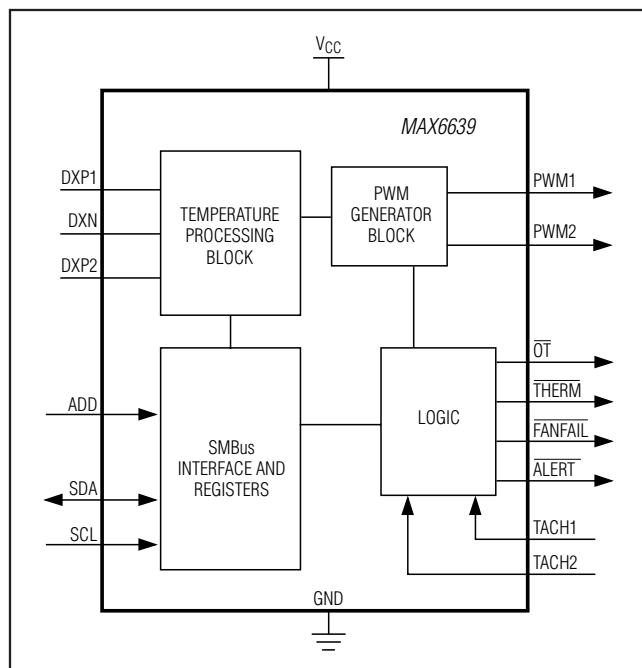 VCC
MAX6639
DXP1
DXN
DXP2
TEMPERATURE
PROCESSING
BLOCK
PWM
GENERATOR
BLOCK
PWM1
PWM2
ADD
SDA
SCL
SMBus
INTERFACE AND
REGISTERS
LOGIC
OT
THERM
FANFAIL
ALERT
TACH1
TACH2
GND